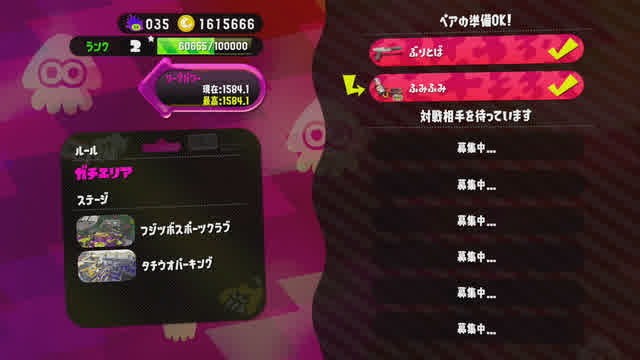 035 1615666
ランク 2 60655/100000
リーグパワー
現在:1584.1
最高:1584.1
ルール
ガチエリア
ステージ
フジツボスポーツクラブ
タチウオパーキング
ペアの準備OK!
ぷりとば
ふみふみ
対戦相手を待っています
募集中...
募集中...
募集中...
募集中...
募集中...
募集中...